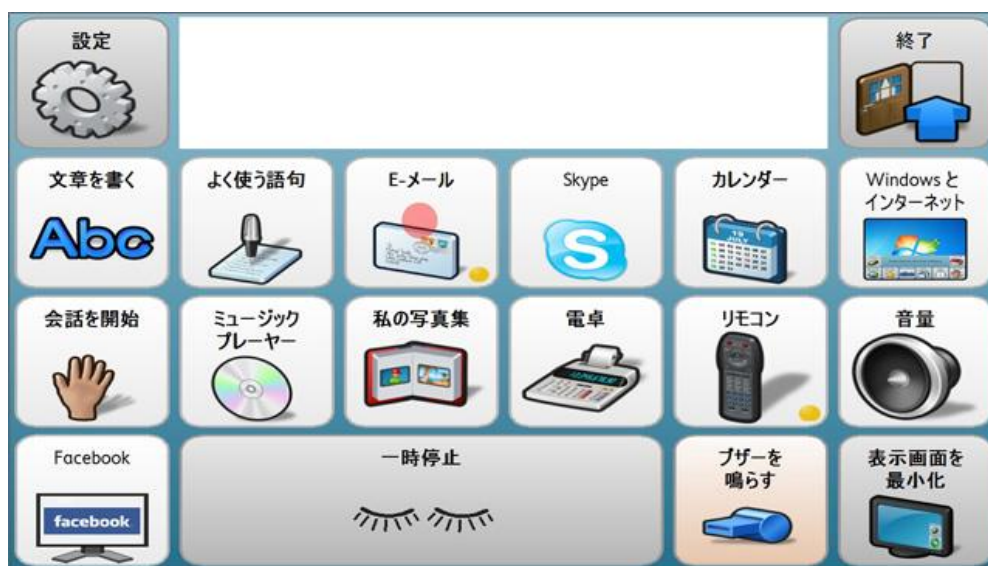 設定
終了
文章を書く
Abc
よく使う語句
E-メール
Skype
S
カレンダー
19
JULY
Windowsと
インターネット
会話を開始
ミュージック
プレーヤー
私の写真集
電卓
リモコン
音量
Facebook
facebook
一時停止
ブザーを
鳴らす
表示画面を
最小化